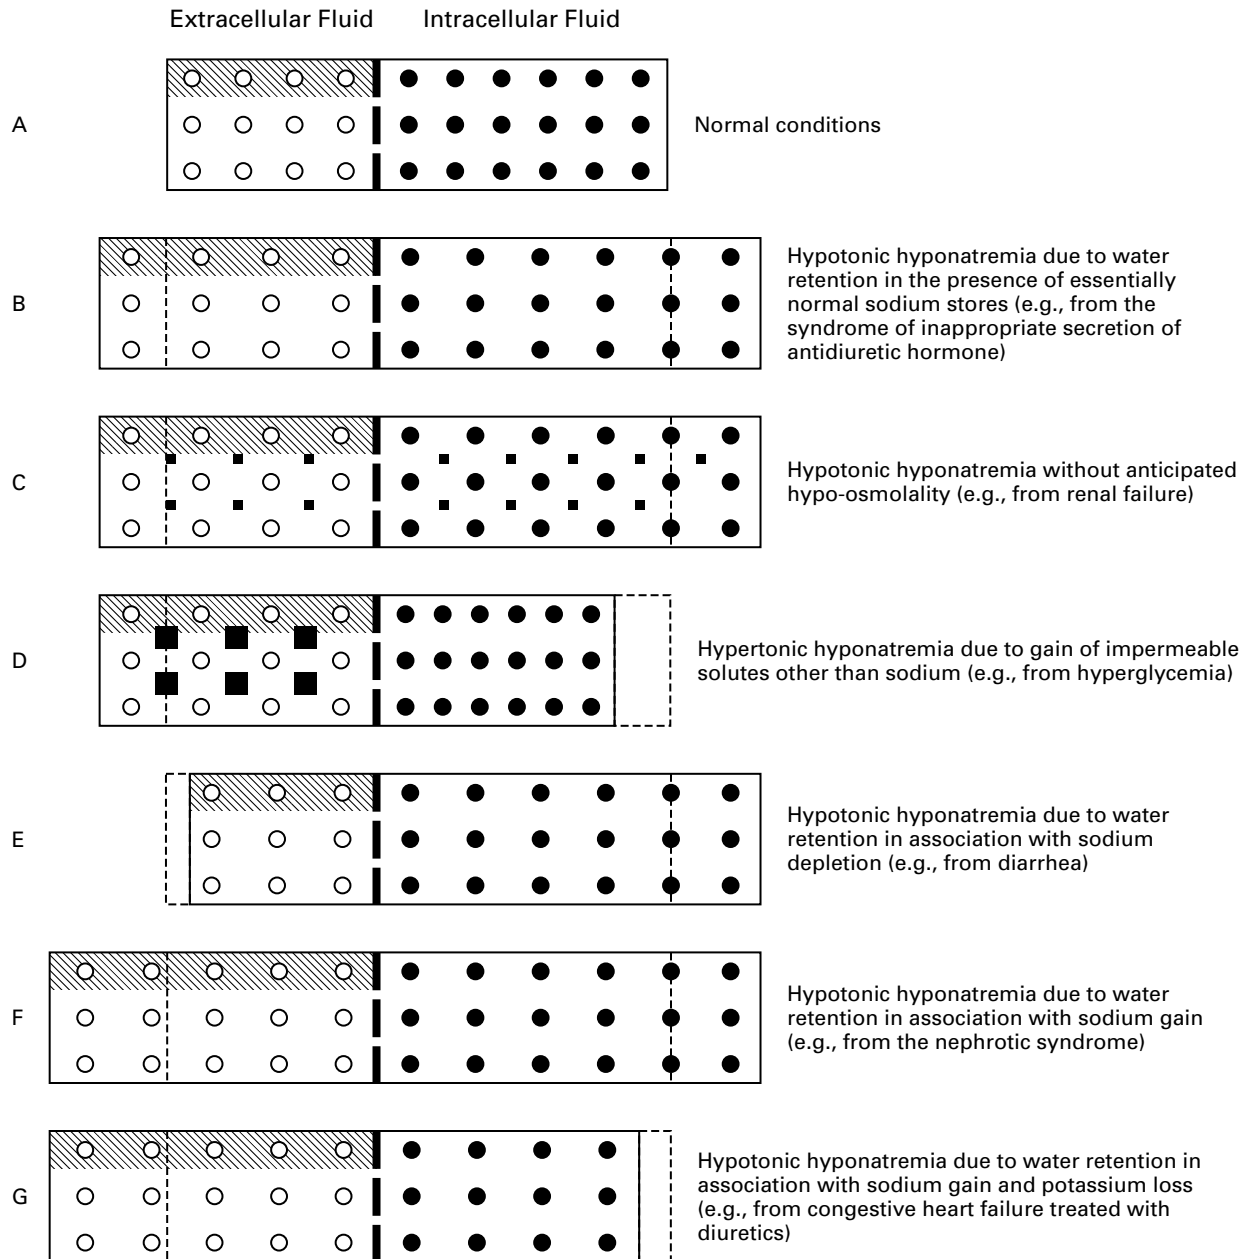 Extracellular Fluid Intracellular Fluid
A
Normal conditions
B
Hypotonic hyponatremia due to water
retention in the presence of essentially
normal sodium stores (e.g., from the
syndrome of inappropriate secretion of
antidiuretic hormone)
C
Hypotonic hyponatremia without anticipated
hypo-osmolality (e.g., from renal failure)
D
Hypertonic hyponatremia due to gain of impermeable
solutes other than sodium (e.g., from hyperglycemia)
E
Hypotonic hyponatremia due to water
retention in association with sodium
depletion (e.g., from diarrhea)
F
Hypotonic hyponatremia due to water
retention in association with sodium gain
(e.g., from the nephrotic syndrome)
G
Hypotonic hyponatremia due to water retention in
association with sodium gain and potassium loss
(e.g., from congestive heart failure treated with
diuretics)